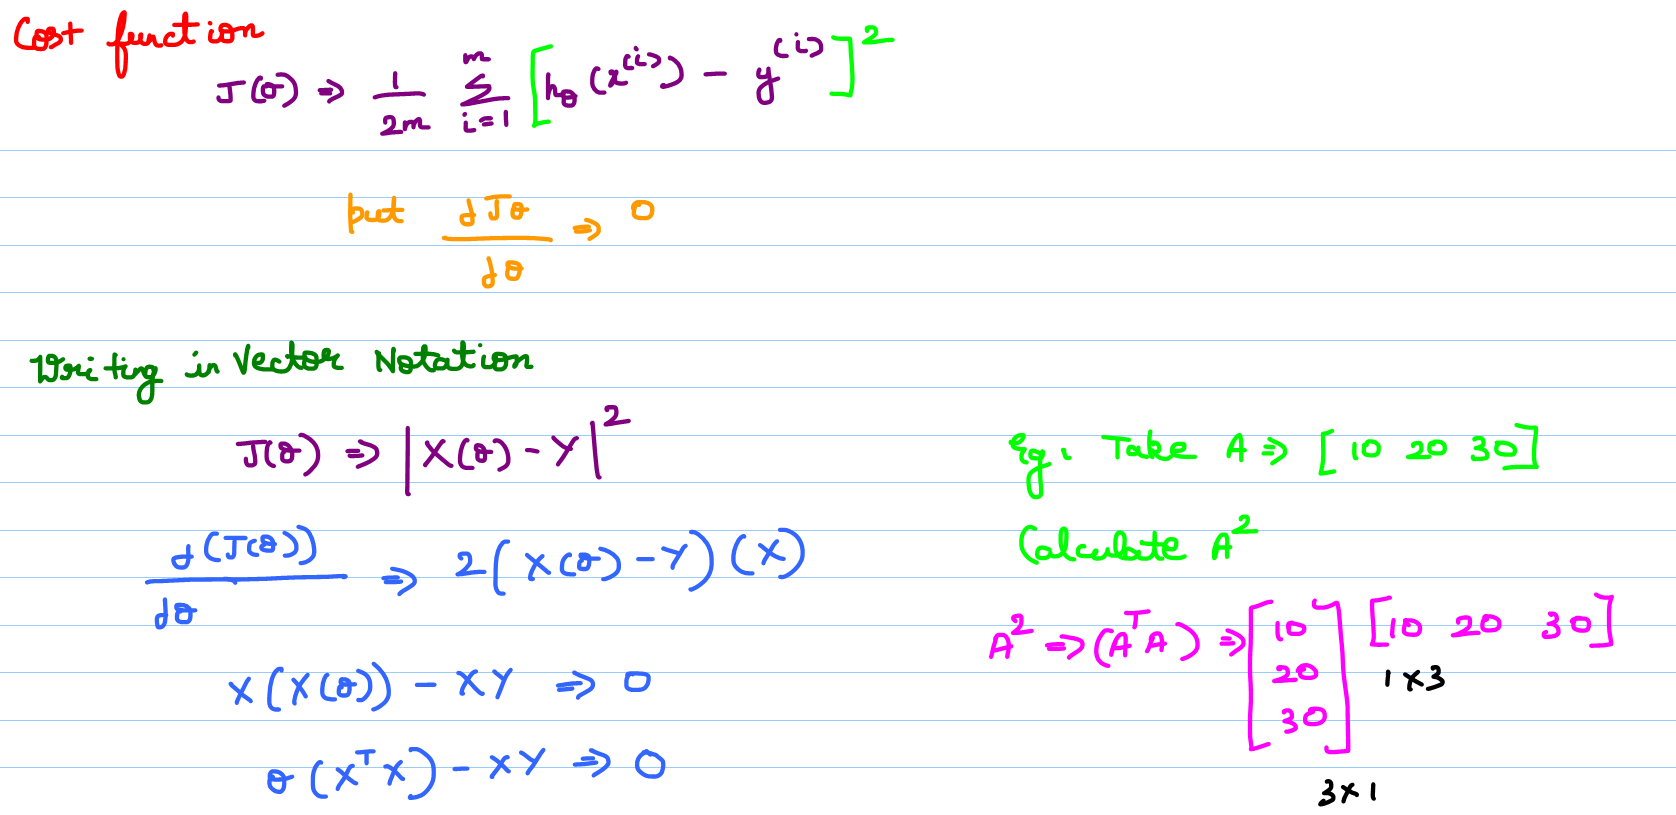 Cost function
J(θ) ⇒ 1/2m Σ_{i=1}^{m} [h_θ(x^(i)) - y^(i)]^2
put dJθ/dθ ⇒ 0
Writing in Vector Notation
J(θ) ⇒ |X(θ) - Y|^2
d(J(θ))/dθ ⇒ 2(X(θ) - Y)(X)
X(X(θ)) - XY ⇒ 0
θ(X^T X) - XY ⇒ 0
Eg: Take A ⇒ [10 20 30]
Calculate A^2
A^2 ⇒ (A^T A) ⇒ [10 20 30] [10 20 30]
1×3
3×1